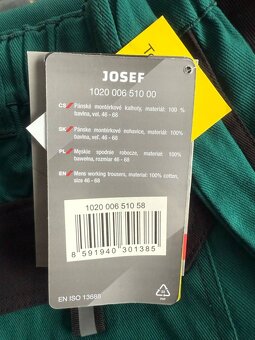 JOSEF
1020 006 510 00
CS Pánské montérkové kalhoty, materiál: 100 %
bavlna, vel. 46 - 68
SK Pánske montérkové nohavice, materiál: 100 %
bavlna, veľ. 46 - 68
PL Męskie spodnie robocze, materiał: 100%
bawełna, rozmiar 46 - 68
EN Mens working trousers, material: 100% cotton,
size 46 - 68
1020 006 510 58
8 591940 301385
EN ISO 13688